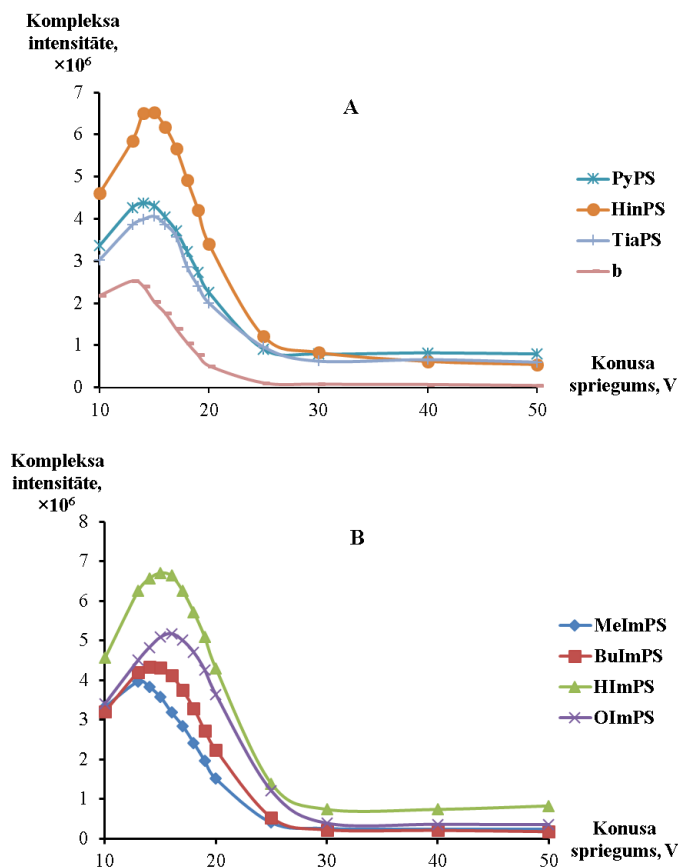 Kompleksa
intensitāte,
×10⁶
A
7
6
5
4
3
2
1
0
10
20
30
40
50
PyPS
HinPS
TiaPS
b
Konusa
spriegums, V
Kompleksa
intensitāte,
×10⁶
B
8
7
6
5
4
3
2
1
0
10
20
30
40
50
MeImPS
BuImPS
HImPS
OImPS
Konusa
spriegums, V